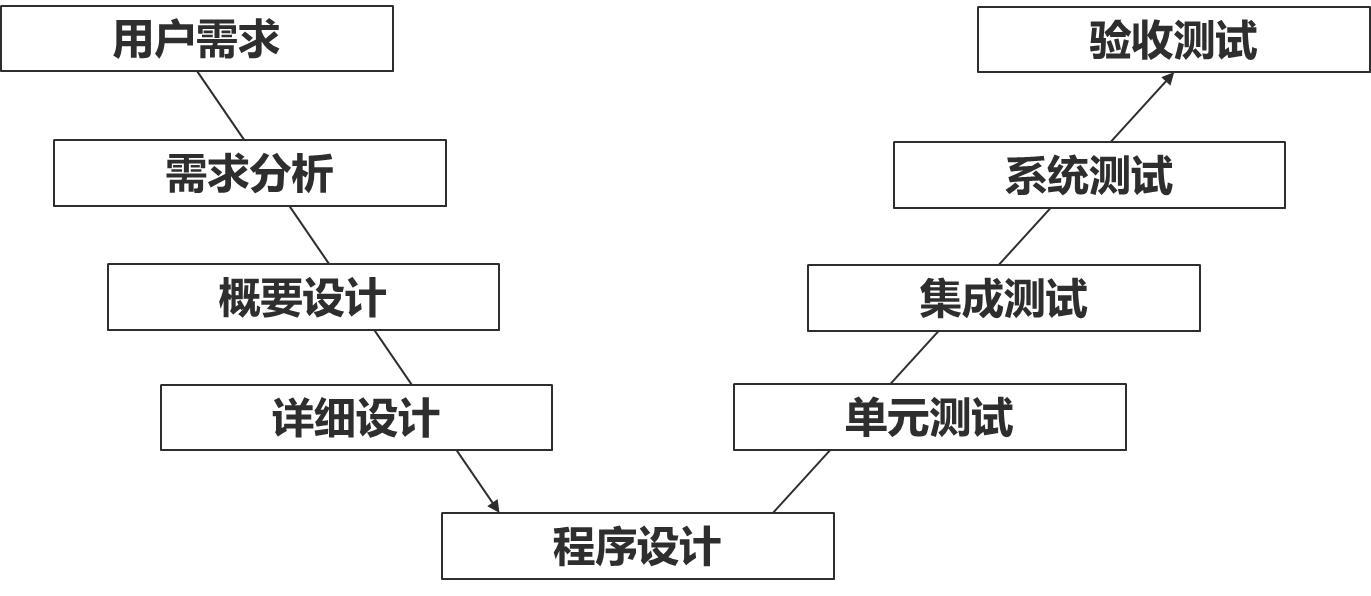 用户需求
需求分析
概要设计
详细设计
程序设计
单元测试
集成测试
系统测试
验收测试